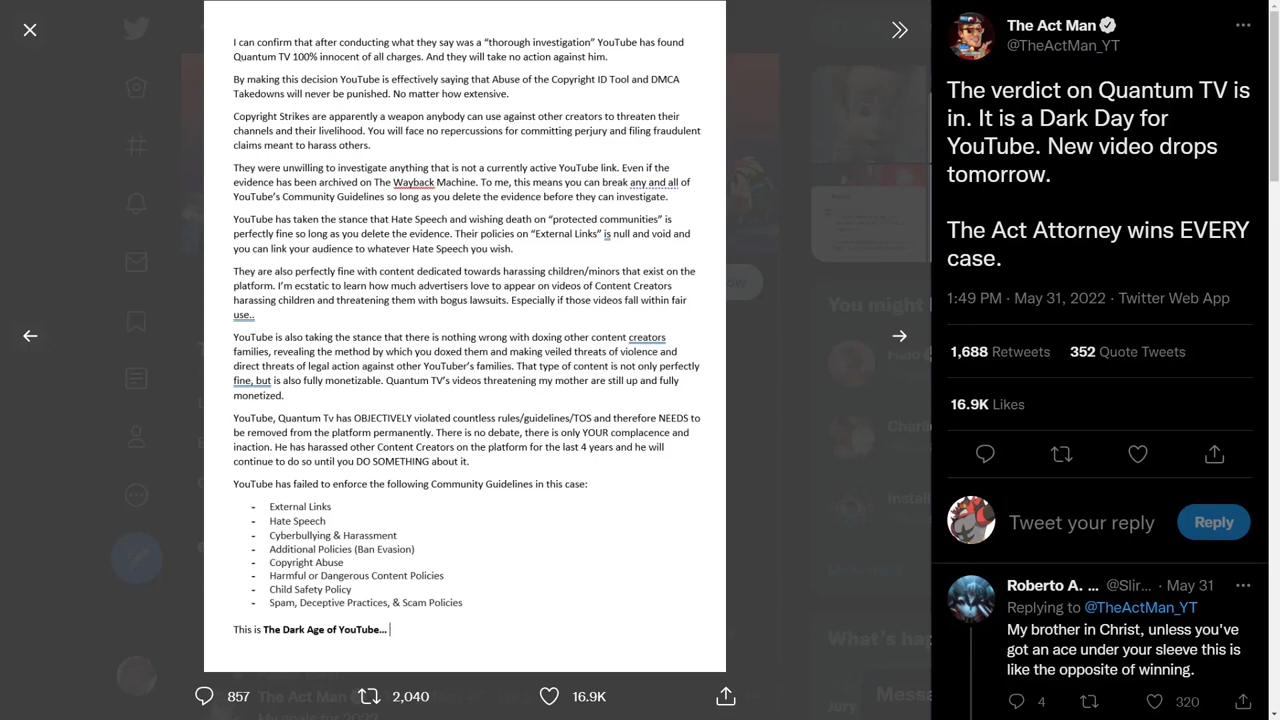 I can confirm that after conducting what they say was a “thorough investigation” YouTube has found
Quantum TV 100% innocent of all charges. And they will take no action against him.
By making this decision YouTube is effectively saying that Abuse of the Copyright ID Tool and DMCA
Takedowns will never be punished. No matter how extensive.
Copyright Strikes are apparently a weapon anybody can use against other creators to threaten their
channels and their livelihood. You will face no repercussions for committing perjury and filing fraudulent
claims meant to harass others.
They were unwilling to investigate anything that is not a currently active YouTube link. Even if the
evidence has been archived on The Wayback Machine. To me, this means you can break any and all of
YouTube’s Community Guidelines so long as you delete the evidence before they can investigate.
YouTube has taken the stance that Hate Speech and wishing death on “protected communities” is
perfectly fine so long as you delete the evidence. Their policies on “External Links” is null and void and
you can link your audience to whatever Hate Speech you wish.
They are also perfectly fine with content dedicated towards harassing children/minors that exist on the
platform. I’m ecstatic to learn how much advertisers love to appear on videos of Content Creators
harassing children and threatening them with bogus lawsuits. Especially if those videos fall within fair
use..
YouTube is also taking the stance that there is nothing wrong with doxing other content creators
families, revealing the method by which you doxed them and making veiled threats of violence and
direct threats of legal action against other YouTuber’s families. That type of content is not only perfectly
fine, but is also fully monetizable. Quantum TV’s videos threatening my mother are still up and fully
monetized.
YouTube, Quantum Tv has OBJECTIVELY violated countless rules/guidelines/TOS and therefore NEEDS to
be removed from the platform permanently. There is no debate, there is only YOUR complacence and
inaction. He has harassed other Content Creators on the platform for the last 4 years and he will
continue to do so until you DO SOMETHING about it.
YouTube has failed to enforce the following Community Guidelines in this case:
- External Links
- Hate Speech
- Cyberbullying & Harassment
- Additional Policies (Ban Evasion)
- Copyright Abuse
- Harmful or Dangerous Content Policies
- Child Safety Policy
- Spam, Deceptive Practices, & Scam Policies
This is The Dark Age of YouTube...
857
2,040
16.9K
The Act Man
@TheActMan_YT
The verdict on Quantum TV is
in. It is a Dark Day for
YouTube. New video drops
tomorrow.
The Act Attorney wins EVERY
case.
1:49 PM · May 31, 2022 · Twitter Web App
1,688 Retweets 352 Quote Tweets
16.9K Likes
Tweet your reply
Reply
Roberto A. ... @Slir... · May 31
Replying to @TheActMan_YT
My brother in Christ, unless you've
got an ace under your sleeve this is
like the opposite of winning.
4
320
You might
What's h
The Act Man
Messa